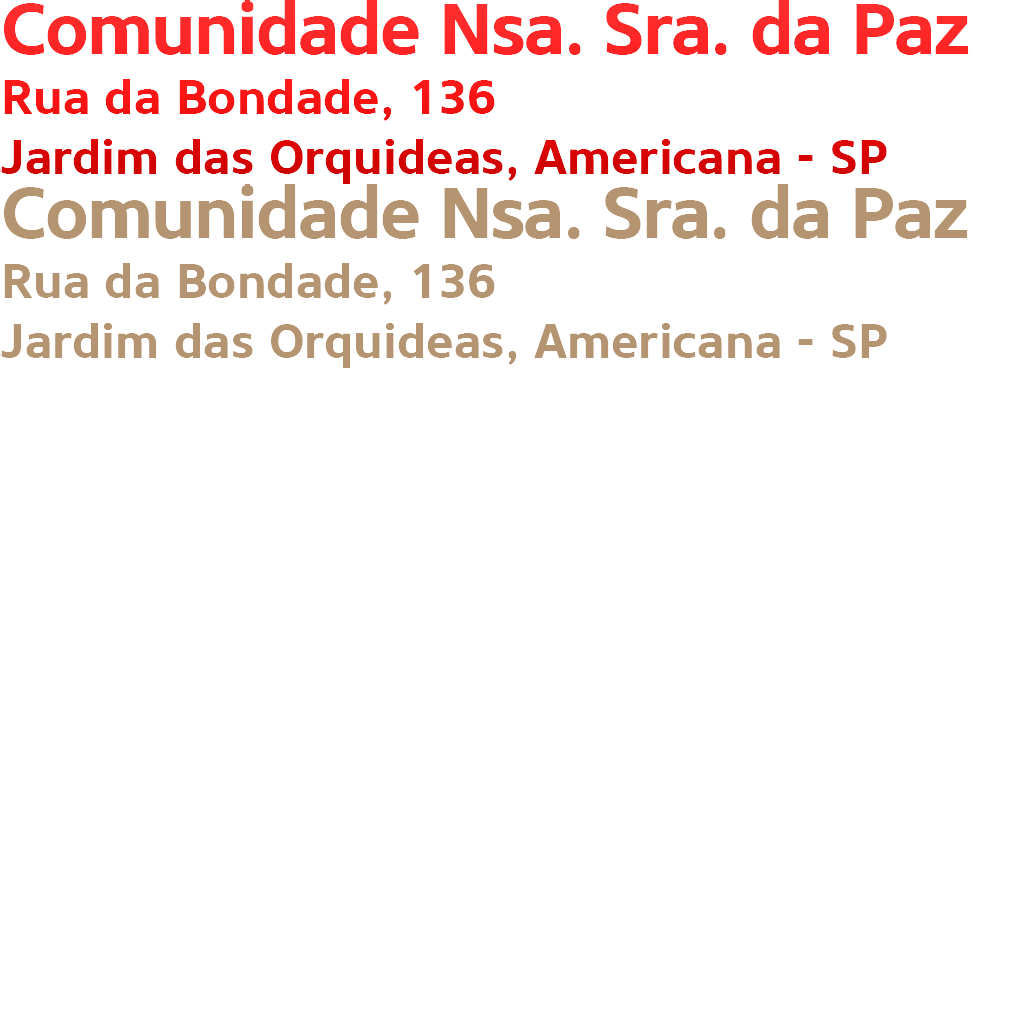 Comunidade Nsa. Sra. da Paz
Rua da Bondade, 136
Jardim das Orquideas, Americana - SP
Comunidade Nsa. Sra. da Paz
Rua da Bondade, 136
Jardim das Orquideas, Americana - SP